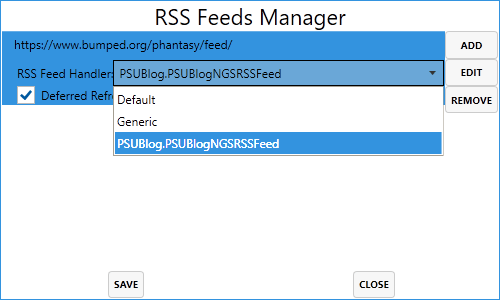 RSS Feeds Manager
https://www.bumped.org/phantasy/feed/
ADD
RSS Feed Handler: PSUBlog.PSUBlogNGSRSSFeed
EDIT
Deferred Refr
REMOVE
Default
Generic
PSUBlog.PSUBlogNGSRSSFeed
SAVE
CLOSE